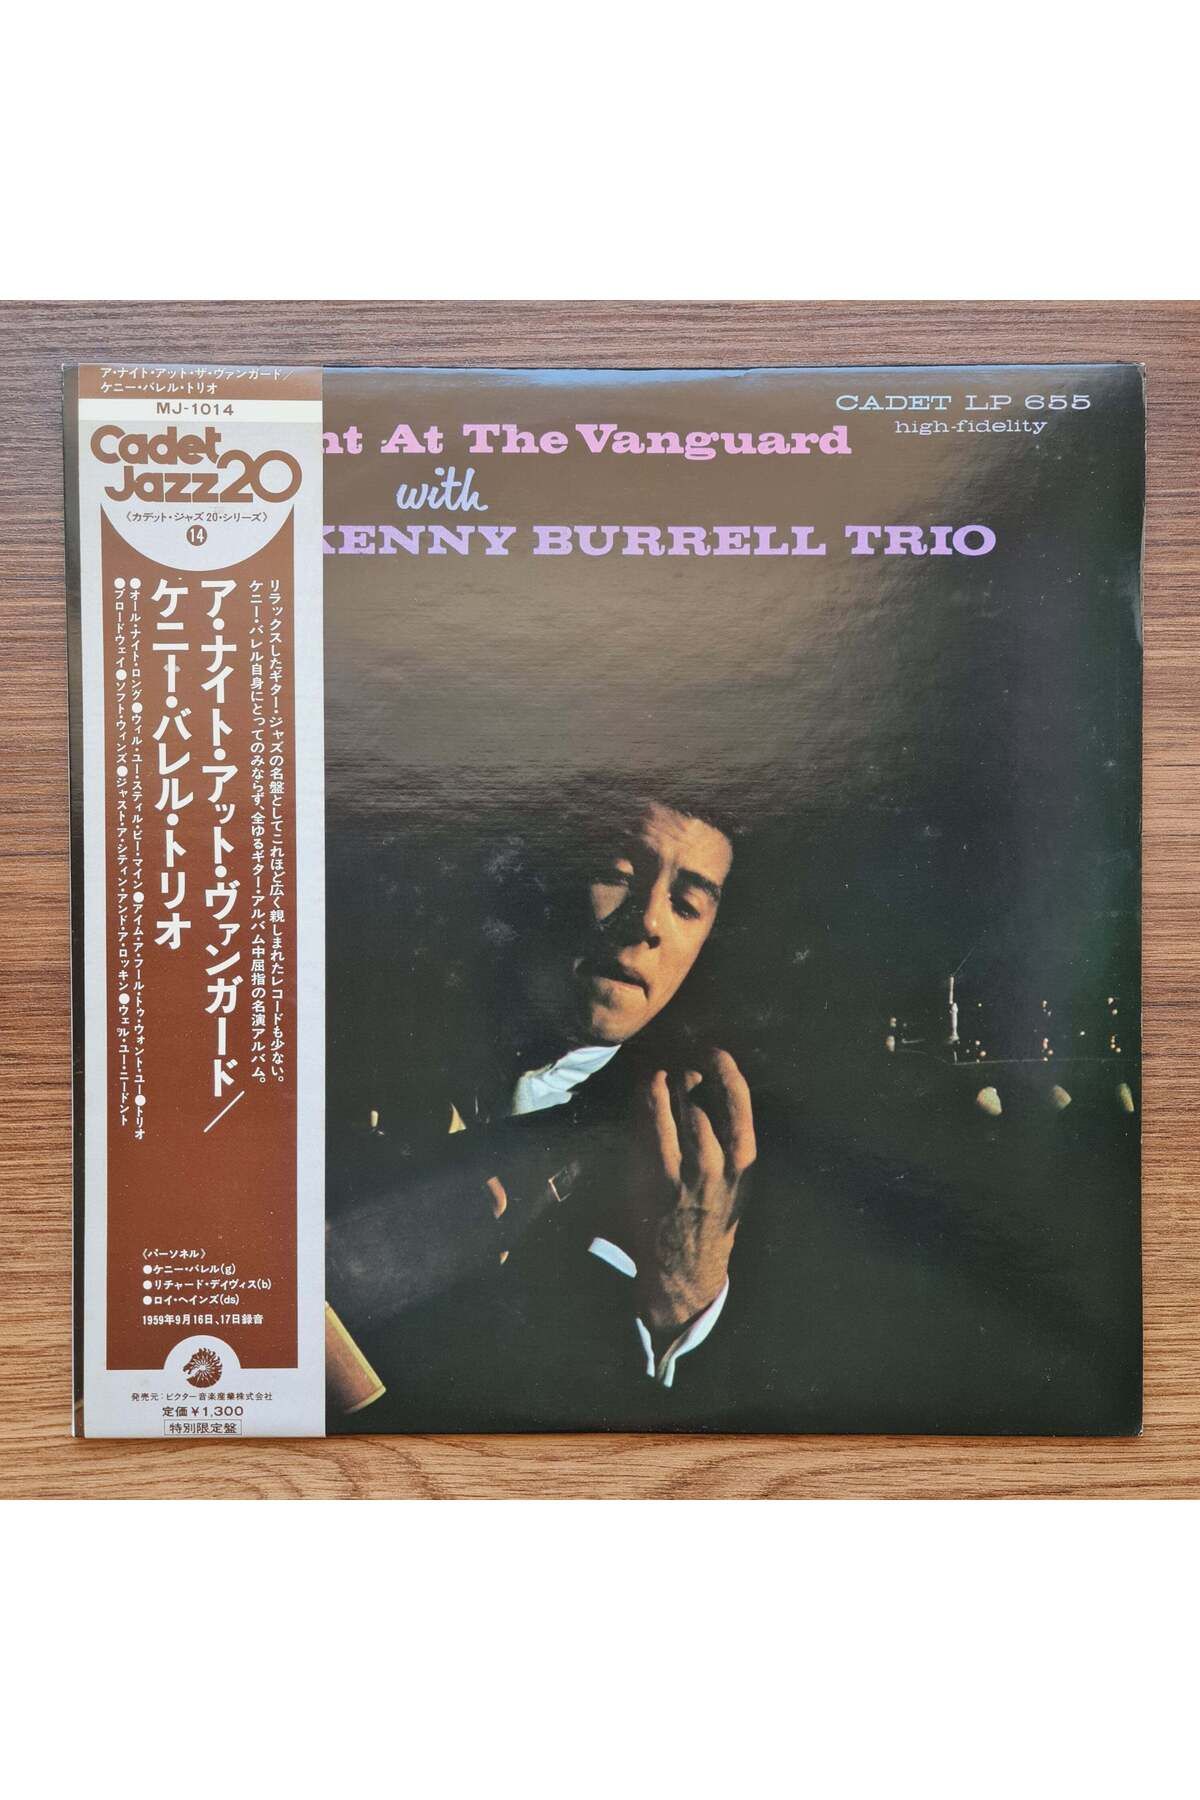 ア・ナイト・アット・ザ・ヴァンガード／
ケニー・バレル・トリオ
MJ-1014
Cadet
Jazz20
《カデット・ジャズ20・シリーズ》
14
リラックスしたギター・ジャズの名盤としてこれほど広く親しまれたレコードも少ない。
ケニー・バレル自身にとってのみならず、全ゆるギター・アルバム中屈指の名演アルバム。
ア・ナイト・アット・ヴァンガード／
ケニー・バレル・トリオ
●オール・ナイト・ロング●ウィル・ユー・スティル・ビー・マイン●アイム・ア・フール・トゥ・ウォント・ユー●トリオ
●ブロードウェイ●ソフト・ウィンズ●ジャスト・ア・シティン・アンド・ア・ロッキン●ウェル・ユー・ニードント
《パーソネル》
●ケニー・バレル(g)
●リチャード・デイヴィス(b)
●ロイ・ヘインズ(ds)
1959年9月16日、17日録音
発売元：ビクター音楽産業株式会社
定価¥1,300
特別限定盤
CADET LP 655
high-fidelity
ht At The Vanguard
with
KENNY BURRELL TRIO